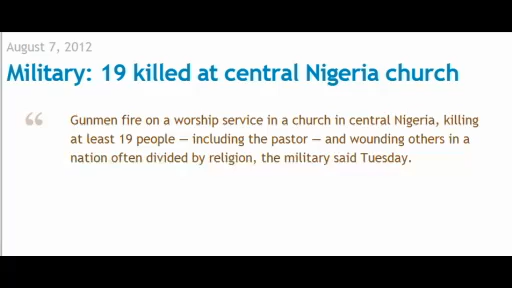 August 7, 2012
Military: 19 killed at central Nigeria church
“ Gunmen fire on a worship service in a church in central Nigeria, killing
at least 19 people — including the pastor — and wounding others in a
nation often divided by religion, the military said Tuesday.